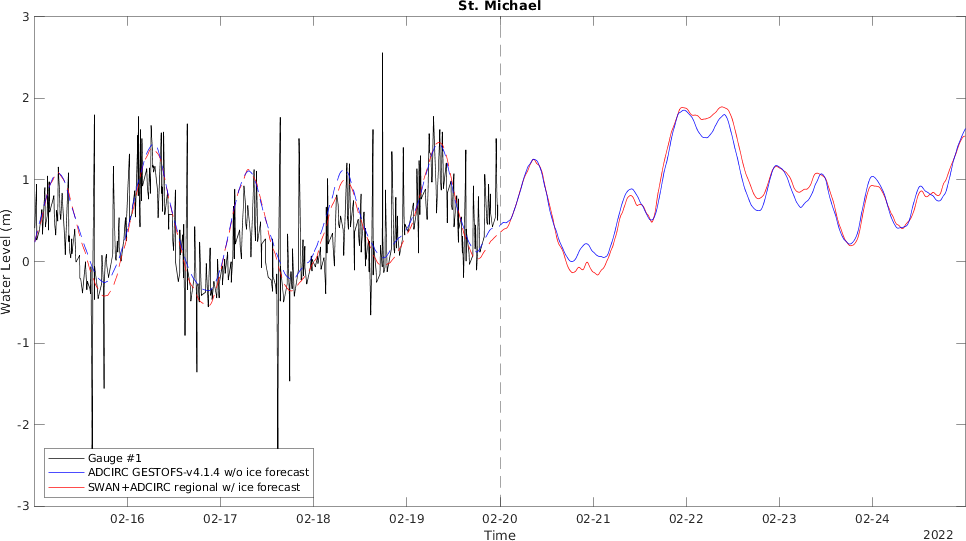 St. Michael
3
2
1
0
-1
-2
-3
Water Level (m)
Gauge #1
ADCIRC GESTOFS-v4.1.4 w/o ice forecast
SWAN+ADCIRC regional w/ ice forecast
02-16 02-17 02-18 02-19 02-20 02-21 02-22 02-23 02-24
Time
2022